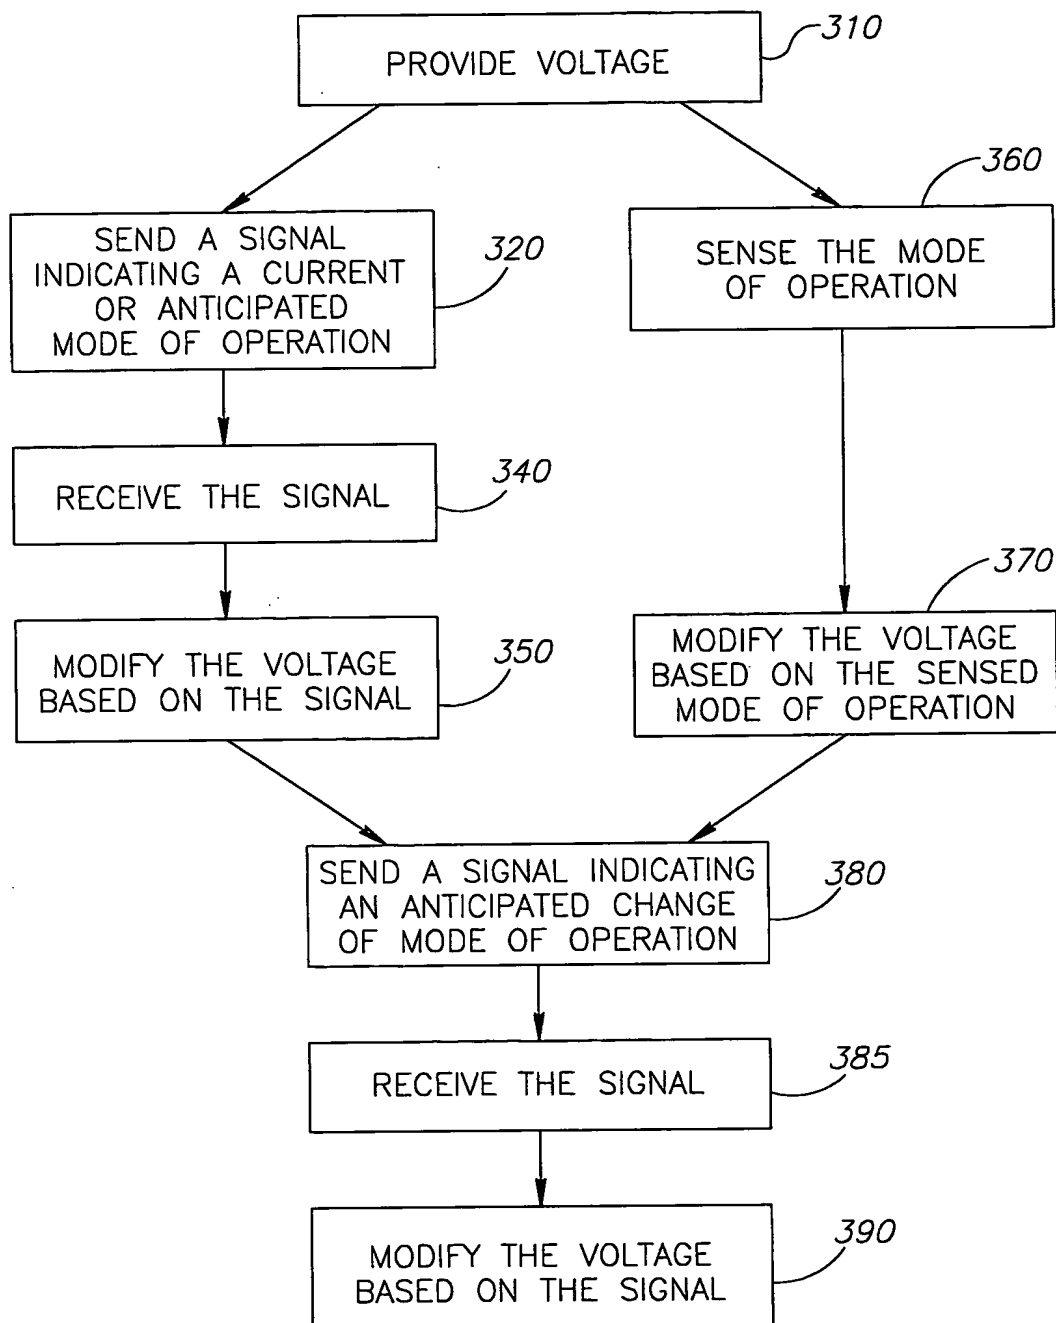 310
PROVIDE VOLTAGE
320
SEND A SIGNAL
INDICATING A CURRENT
OR ANTICIPATED
MODE OF OPERATION
360
SENSE THE MODE
OF OPERATION
340
RECEIVE THE SIGNAL
350
MODIFY THE VOLTAGE
BASED ON THE SIGNAL
370
MODIFY THE VOLTAGE
BASED ON THE SENSED
MODE OF OPERATION
380
SEND A SIGNAL INDICATING
AN ANTICIPATED CHANGE
OF MODE OF OPERATION
385
RECEIVE THE SIGNAL
390
MODIFY THE VOLTAGE
BASED ON THE SIGNAL